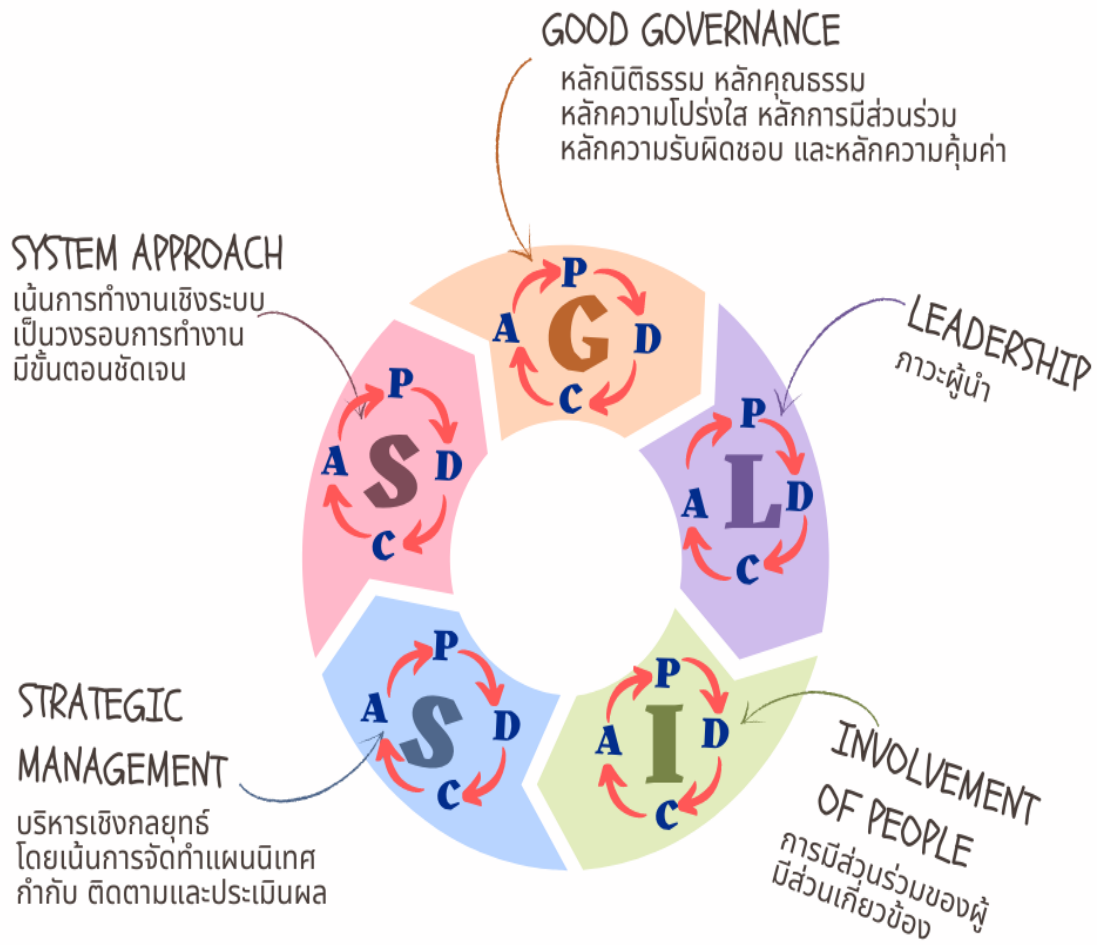 GOOD GOVERNANCE
หลักนิติธรรม หลักคุณธรรม
หลักความโปร่งใส หลักการมีส่วนร่วม
หลักความรับผิดชอบ และหลักความคุ้มค่า
SYSTEM APPROACH
เน้นการทำงานเชิงระบบ
เป็นวงรอบการทำงาน
มีขั้นตอนชัดเจน
LEADERSHIP
ภาวะผู้นำ
P
A G D
C
P
A S D
C
P
A L D
C
P
A S D
C
P
A I D
C
STRATEGIC
MANAGEMENT
บริหารเชิงกลยุทธ์
โดยเน้นการจัดทำแผนนิเทศ
กำกับ ติดตามและประเมินผล
INVOLVEMENT
OF PEOPLE
การมีส่วนร่วมของผู้
มีส่วนเกี่ยวข้อง